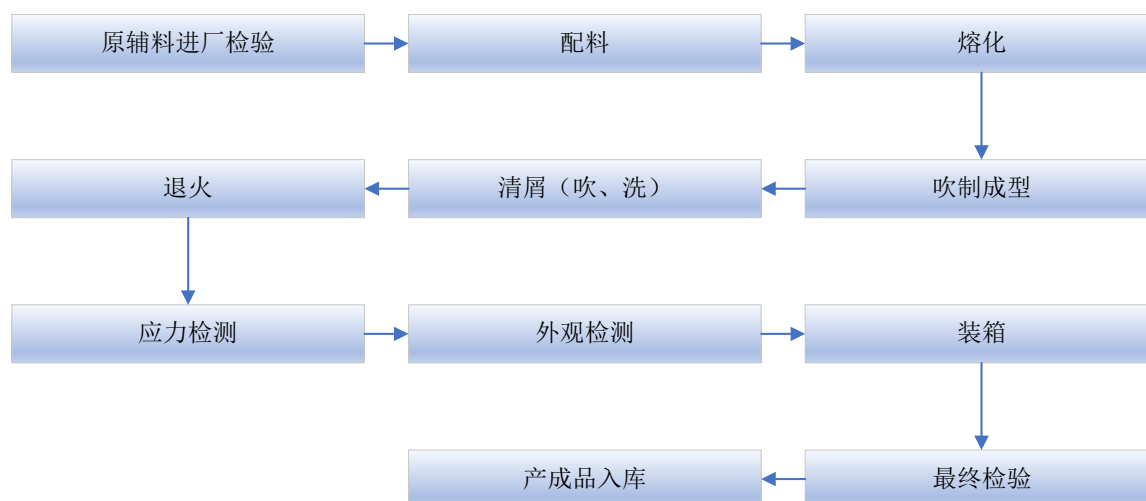 原辅料进厂检验
配料
熔化
吹制成型
清屑（吹、洗）
退火
应力检测
外观检测
装箱
最终检验
产成品入库